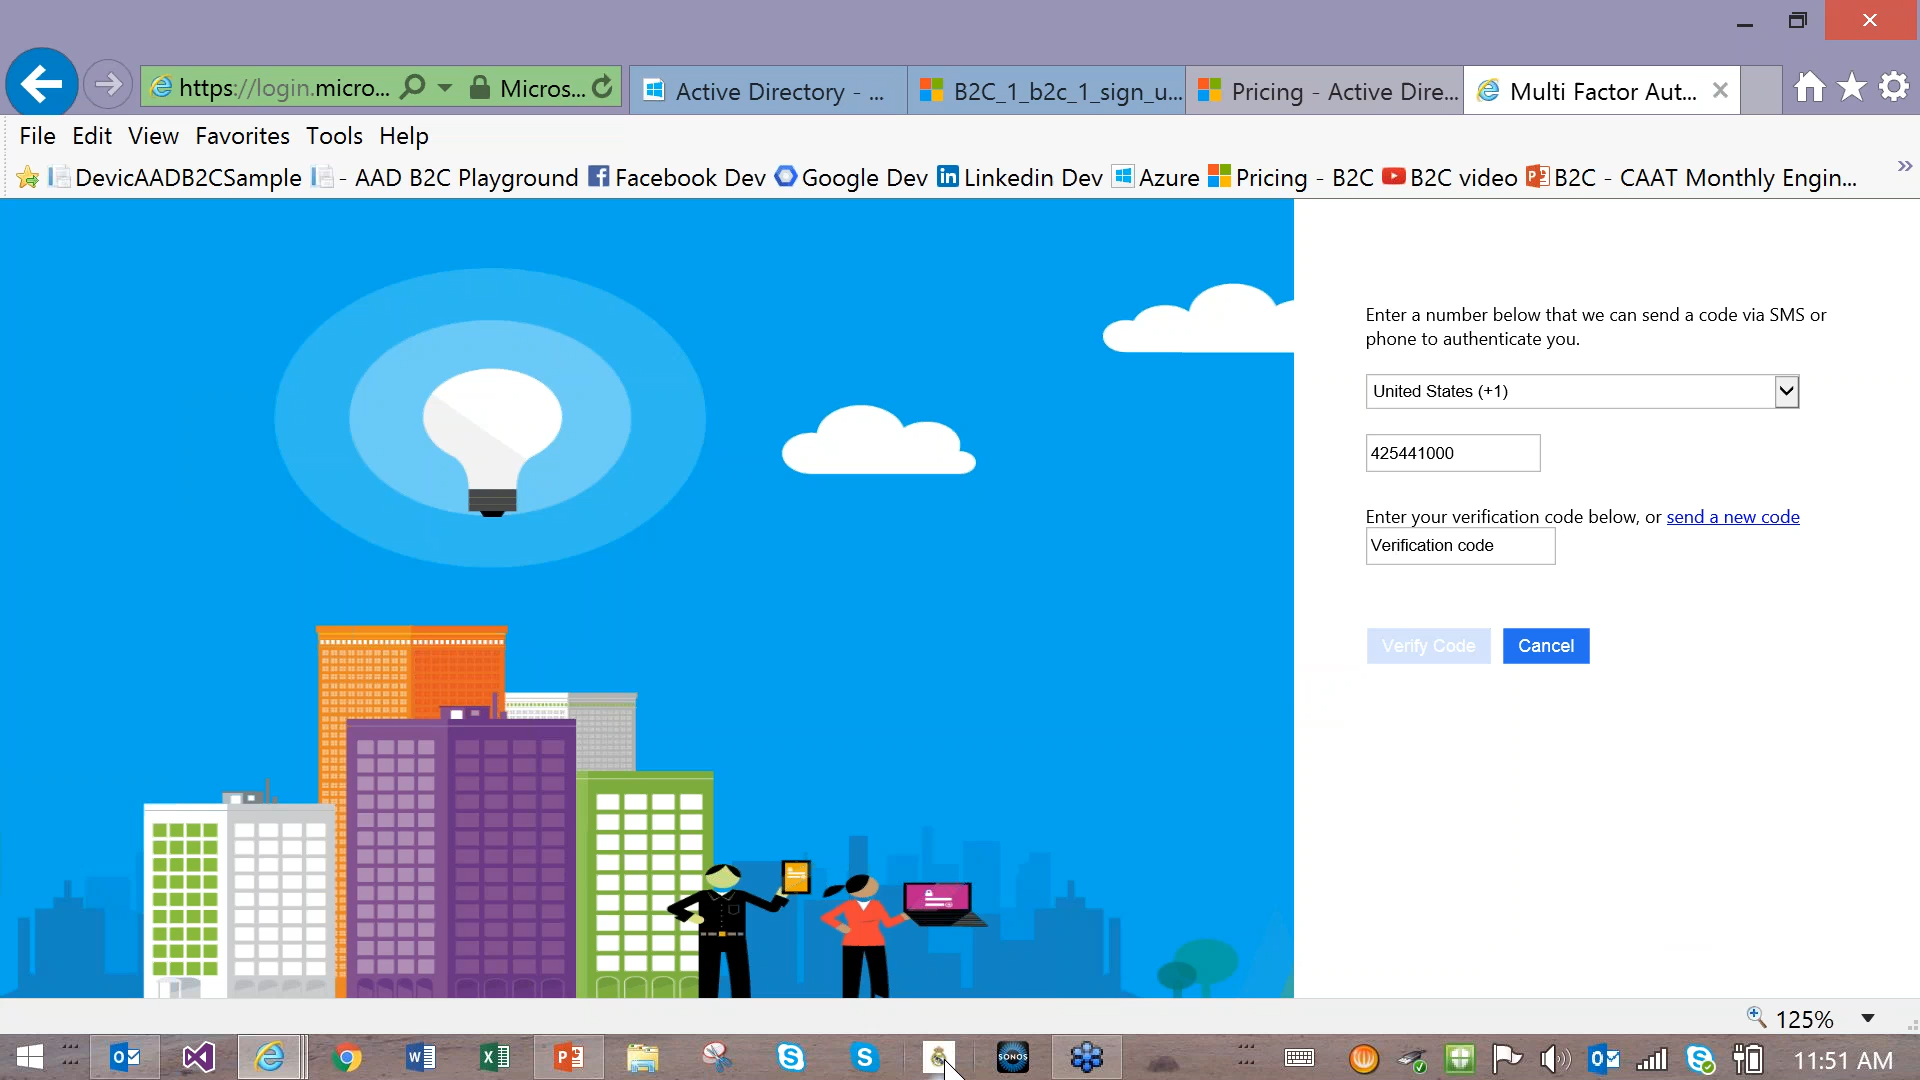 https://login.micro...
Micros...
Active Directory - ...
B2C_1_b2c_1_sign_u...
Pricing - Active Dire...
Multi Factor Aut...
File Edit View Favorites Tools Help
DevicAADB2CSample - AAD B2C Playground Facebook Dev Google Dev Linkedin Dev Azure Pricing - B2C B2C video B2C - CAAT Monthly Engin...
Enter a number below that we can send a code via SMS or
phone to authenticate you.
United States (+1)
425441000
Enter your verification code below, or send a new code
Verification code
Verify Code Cancel
125%
SONOS
11:51 AM